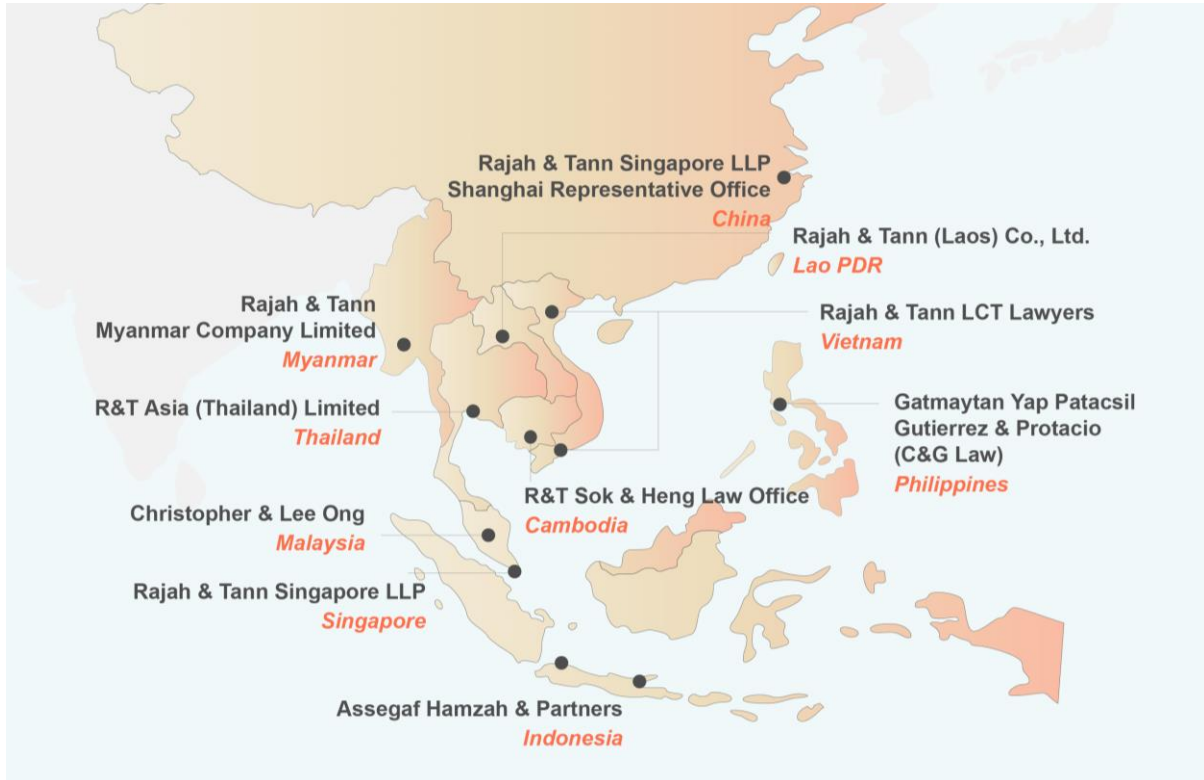 Rajah & Tann Singapore LLP
Shanghai Representative Office
China
Rajah & Tann (Laos) Co., Ltd.
Lao PDR
Rajah & Tann
Myanmar Company Limited
Myanmar
Rajah & Tann LCT Lawyers
Vietnam
R&T Asia (Thailand) Limited
Thailand
Gatmaytan Yap Patacsil
Gutierrez & Protacio
(C&G Law)
Philippines
R&T Sok & Heng Law Office
Cambodia
Christopher & Lee Ong
Malaysia
Rajah & Tann Singapore LLP
Singapore
Assegaf Hamzah & Partners
Indonesia